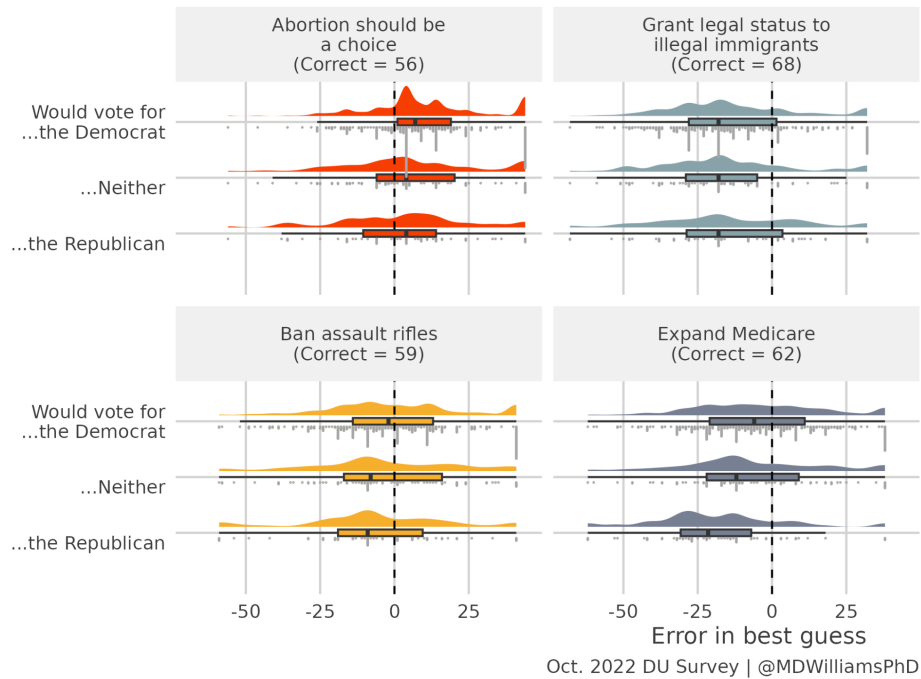 Abortion should be
a choice
(Correct = 56)
Grant legal status to
illegal immigrants
(Correct = 68)
Would vote for
...the Democrat
...Neither
...the Republican
Ban assault rifles
(Correct = 59)
Expand Medicare
(Correct = 62)
Would vote for
...the Democrat
...Neither
...the Republican
-50 -25 0 25 -50 -25 0 25
Error in best guess
Oct. 2022 DU Survey | @MDWilliamsPhD